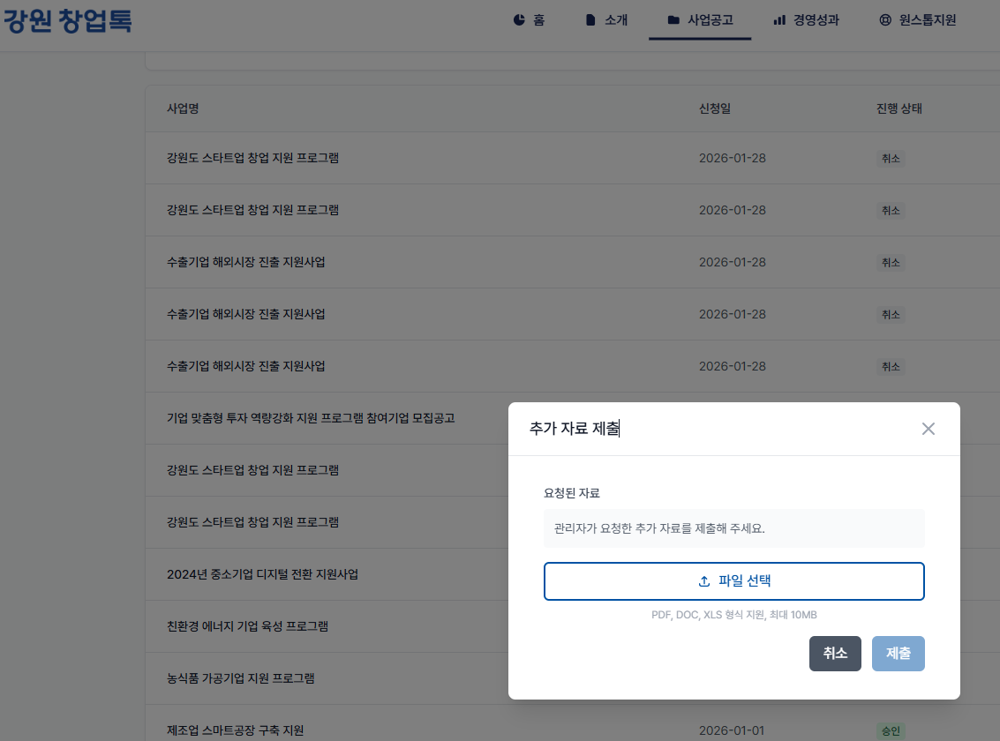 강원 창업톡
홈 소개 사업공고 경영성과 원스톱지원
사업명 신청일 진행 상태
강원도 스타트업 창업 지원 프로그램 2026-01-28 취소
강원도 스타트업 창업 지원 프로그램 2026-01-28 취소
수출기업 해외시장 진출 지원사업 2026-01-28 취소
수출기업 해외시장 진출 지원사업 2026-01-28 취소
수출기업 해외시장 진출 지원사업 2026-01-28 취소
기업 맞춤형 투자 역량강화 지원 프로그램 참여기업 모집공고
강원도 스타트업 창업 지원 프로그램
강원도 스타트업 창업 지원 프로그램
2024년 중소기업 디지털 전환 지원사업
친환경 에너지 기업 육성 프로그램
농식품 가공기업 지원 프로그램
제조업 스마트공장 구축 지원 2026-01-01 승인
추가 자료 제출
요청된 자료
관리자가 요청한 추가 자료를 제출해 주세요.
파일 선택
PDF, DOC, XLS 형식 지원, 최대 10MB
취소 제출